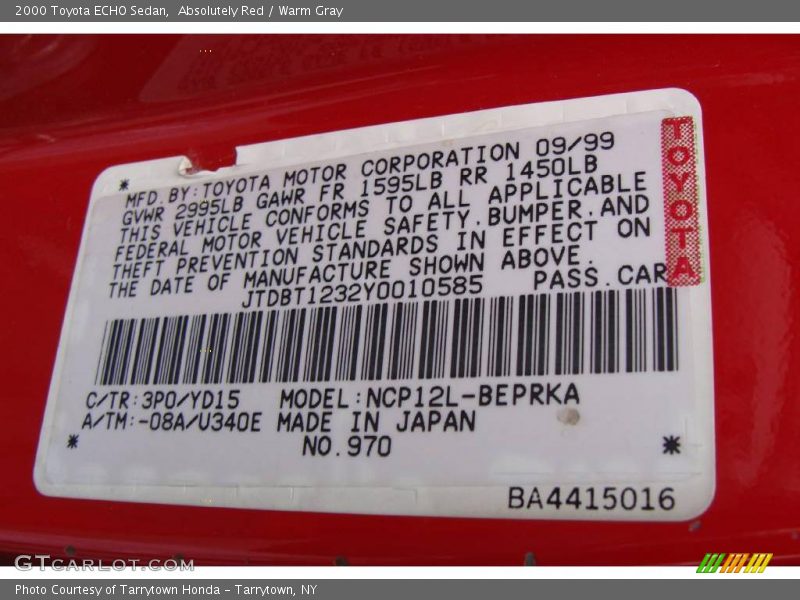 2000 Toyota ECHO Sedan,  Absolutely Red / Warm Gray
MFD.BY:TOYOTA MOTOR CORPORATION 09/99
GVWR 2995LB GAWR FR 1595LB RR 1450LB
THIS VEHICLE CONFORMS TO ALL APPLICABLE
FEDERAL MOTOR VEHICLE SAFETY,BUMPER,AND
THEFT PREVENTION STANDARDS IN EFFECT ON
THE DATE OF MANUFACTURE SHOWN ABOVE.
JTDBT1232Y0010585 PASS.CAR
TOYOTA
C/TR:3P0/YD15 MODEL:NCP12L-BEPRKA
A/TM:-08A/U340E MADE IN JAPAN
NO.970
BA4415016
GTCARLOT.COM
Photo Courtesy of Tarrytown Honda - Tarrytown, NY